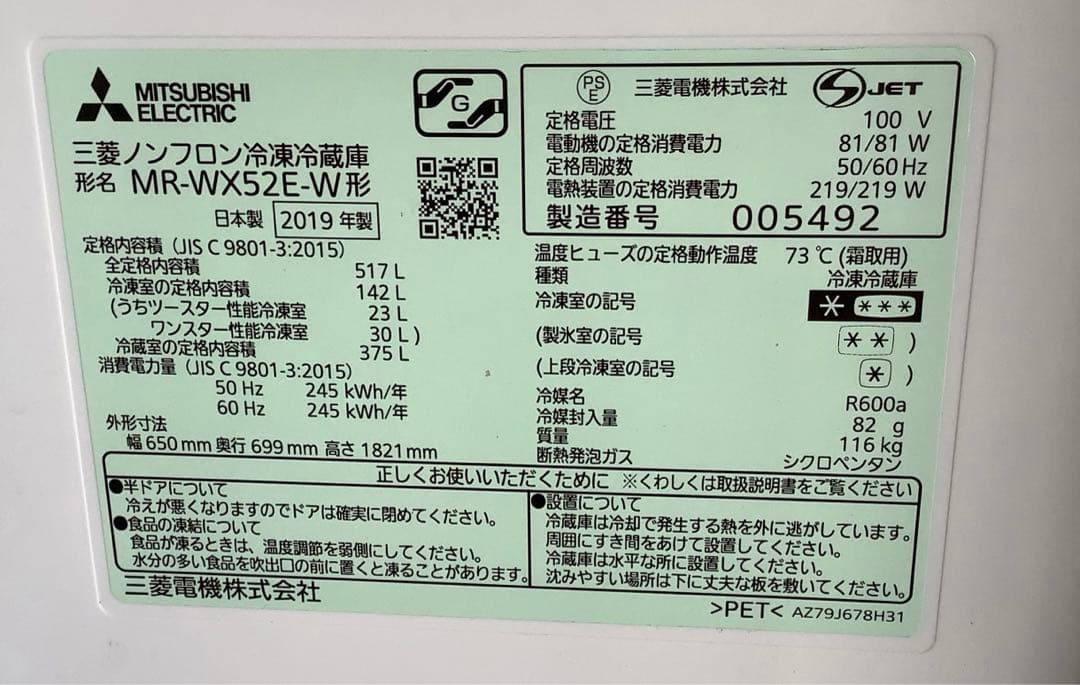 MITSUBISHI
ELECTRIC
三菱ノンフロン冷凍冷蔵庫
形名 MR-WX52E-W形
日本製 2019年製
G
PS
E
三菱電機株式会社
S JET
定格電圧 100 V
電動機の定格消費電力 81/81 W
定格周波数 50/60 Hz
電熱装置の定格消費電力 219/219 W
製造番号 005492
定格内容積 (JIS C 9801-3:2015)
全定格内容積 517 L
冷凍室の定格内容積 142 L
(うちツースター性能冷凍室 23 L
ワンスター性能冷凍室 30 L)
冷蔵室の定格内容積 375 L
消費電力量 (JIS C 9801-3:2015)
50 Hz 245 kWh/年
60 Hz 245 kWh/年
外形寸法
幅 650 mm 奥行 699 mm 高さ 1821 mm
温度ヒューズの定格動作温度 73 ℃ (霜取用)
種類 冷凍冷蔵庫
冷凍室の記号 * ***
(製氷室の記号 ** )
(上段冷凍室の記号 * )
冷媒名 R600a
冷媒封入量 82 g
質量 116 kg
断熱発泡ガス シクロペンタン
正しくお使いいただくために ※くわしくは取扱説明書をご覧ください
●半ドアについて
冷えが悪くなりますのでドアは確実に閉めてください。
●食品の凍結について
食品が凍るときは、温度調節を弱側にしてください。
水分の多い食品を吹出口の前に置くと凍ることがあります。
●設置について
冷蔵庫は冷却で発生する熱を外に逃がしています。
周囲にすき間をあけて設置してください。
冷蔵庫は水平な所に設置してください。
沈みやすい場所は下に丈夫な板を敷いてください。
三菱電機株式会社
>PET< AZ79J678H31